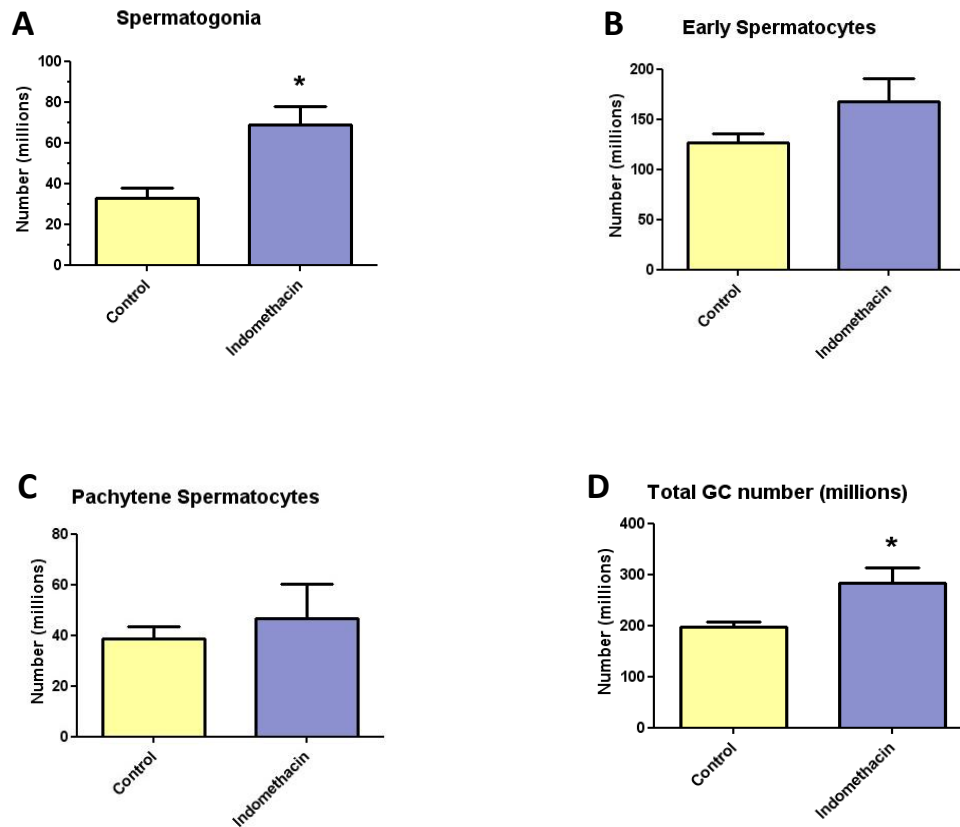 A
Spermatogonia
Number (millions)
100
80
60
40
20
0
*
Control
Indomethacin
B
Early Spermatocytes
Number (millions)
200
150
100
50
0
Control
Indomethacin
C
Pachytene Spermatocytes
Number (millions)
80
60
40
20
0
Control
Indomethacin
D
Total GC number (millions)
Number (millions)
400
300
200
100
0
*
Control
Indomethacin